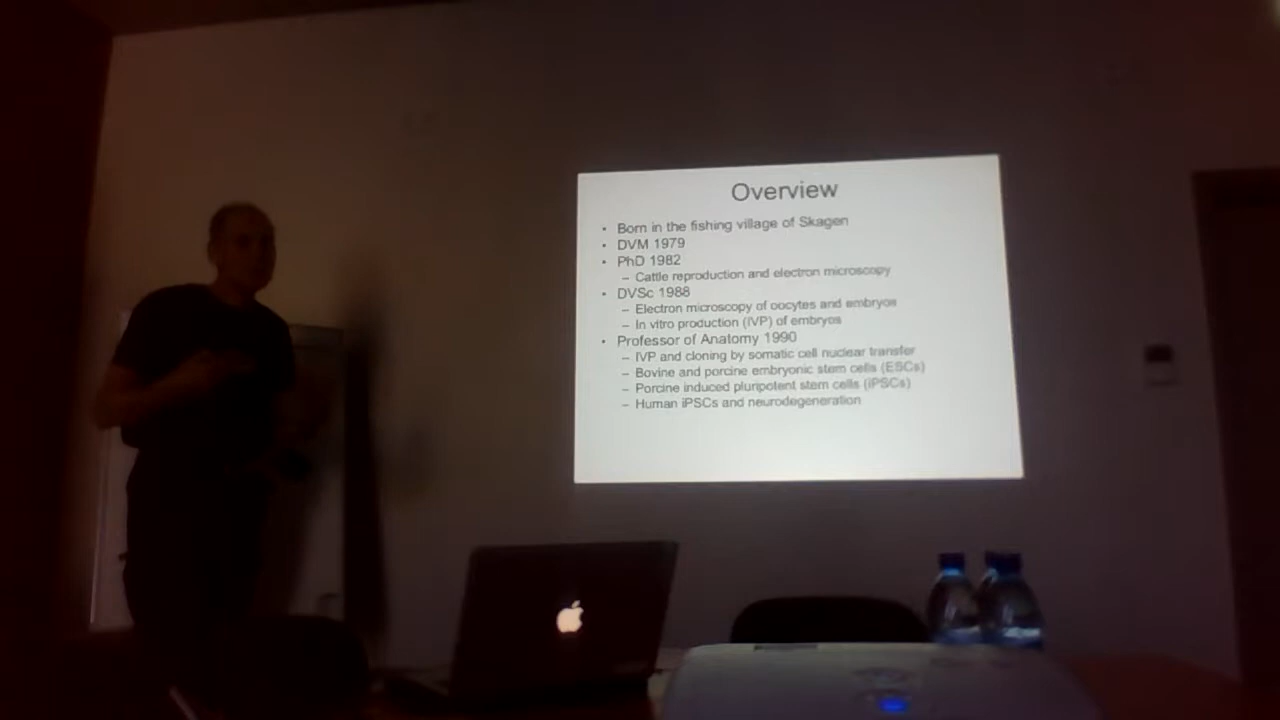 Overview
• Born in the fishing village of Skagen
• DVM 1979
• PhD 1982
– Cattle reproduction and electron microscopy
• DVSc 1988
– Electron microscopy of oocytes and embryos
– In vitro production (IVP) of embryos
• Professor of Anatomy 1990
– IVP and cloning by somatic cell nuclear transfer
– Bovine and porcine embryonic stem cells (ESCs)
– Porcine induced pluripotent stem cells (iPSCs)
– Human iPSCs and neurodegeneration